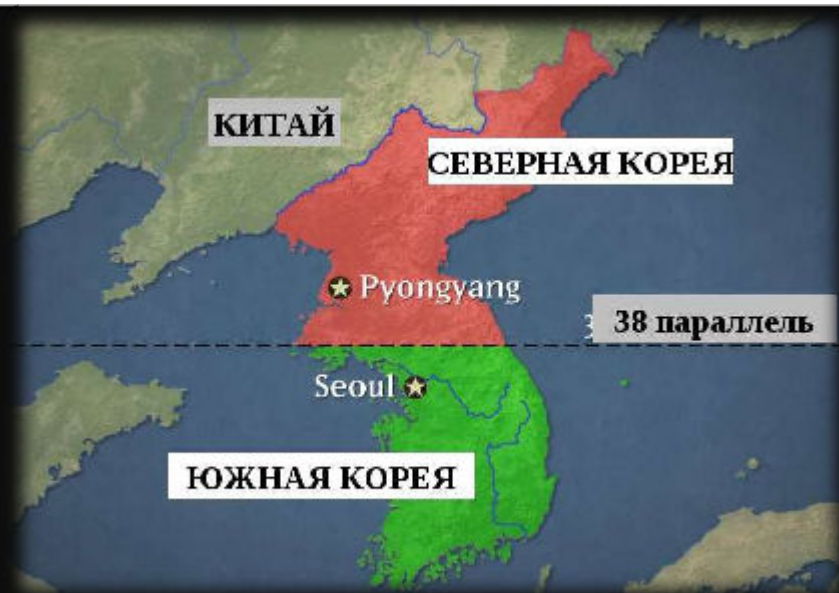 КИТАЙ
СЕВЕРНАЯ КОРЕЯ
Pyongyang
38 параллель
Seoul
ЮЖНАЯ КОРЕЯ